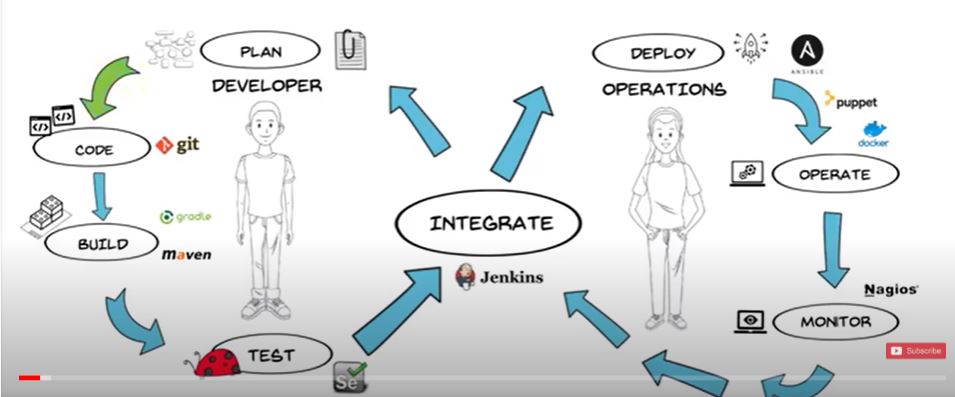 PLAN
DEVELOPER
</>
</>
CODE
git
BUILD
gradle
maven
TEST
Se
INTEGRATE
Jenkins
DEPLOY
ANSIBLE
OPERATIONS
puppet
docker
OPERATE
Nagios®
MONITOR
Subscribe